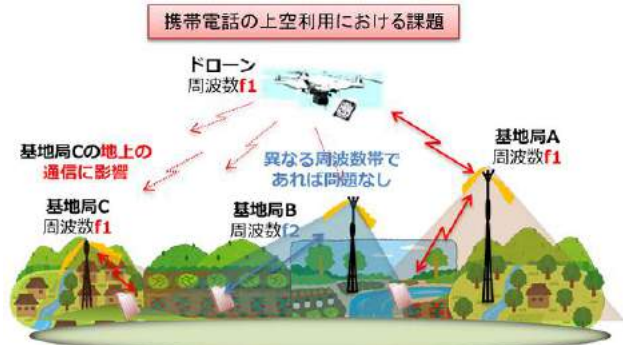 携帯電話の上空利用における課題
ドローン
周波数f1
基地局Cの地上の
通信に影響
異なる周波数帯で
あれば問題なし
基地局A
周波数f1
基地局C
周波数f1
基地局B
周波数f2